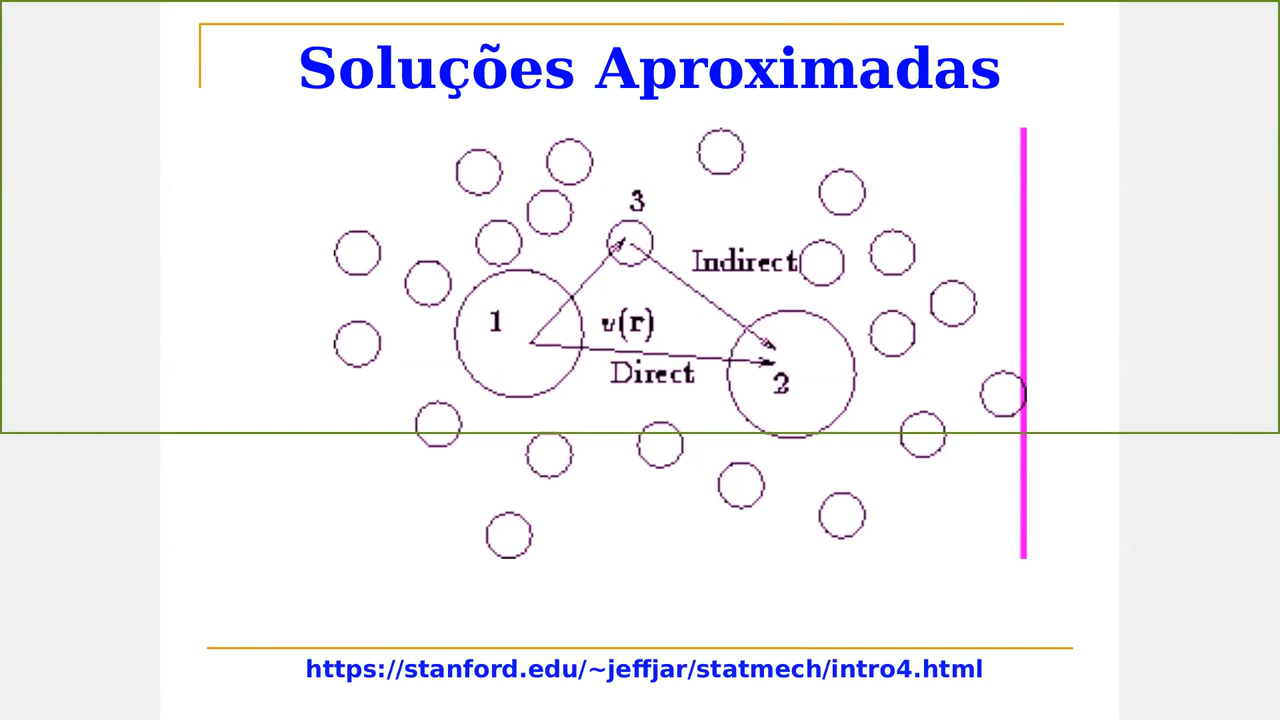 Soluções Aproximadas
3
Indirect
1
v(r)
Direct
2
https://stanford.edu/~jeffjar/statmech/intro4.html